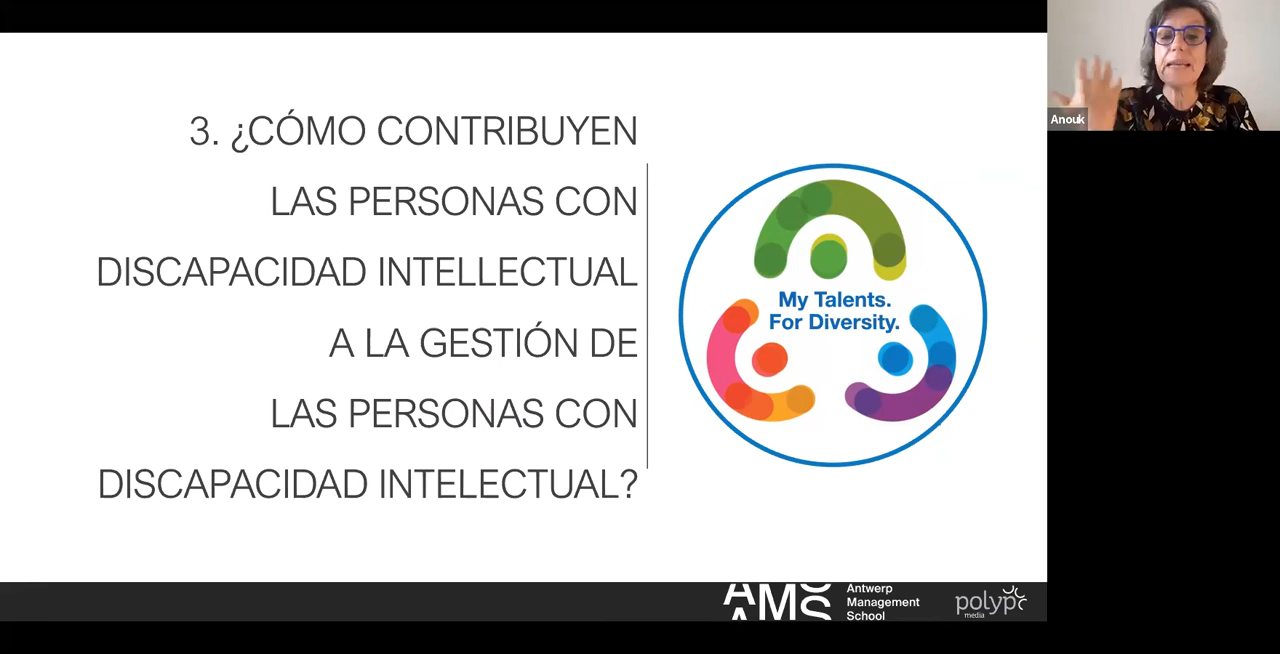 3. ¿CÓMO CONTRIBUYEN
LAS PERSONAS CON
DISCAPACIDAD INTELLECTUAL
A LA GESTIÓN DE
LAS PERSONAS CON
DISCAPACIDAD INTELECTUAL?
My Talents.
For Diversity.
Anouk
AMS
Antwerp
Management
School
polyp
media